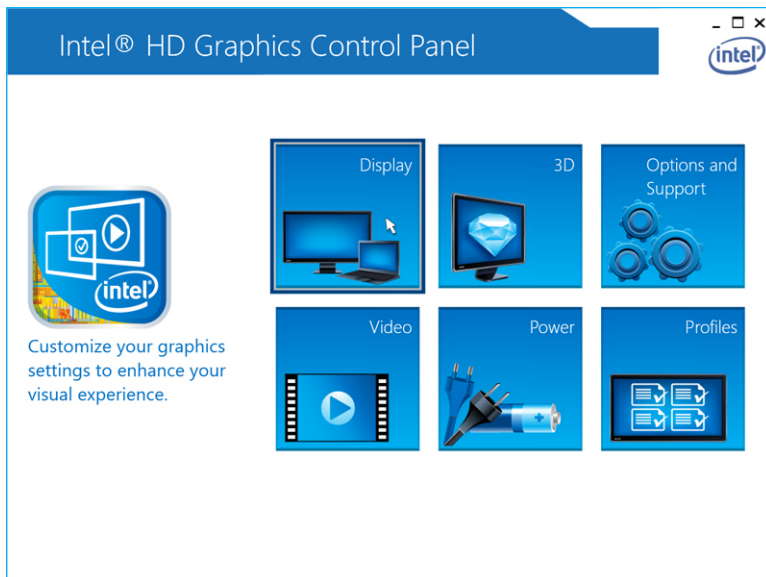 Intel® HD Graphics Control Panel
intel
Display
3D
Options and
Support
intel
Customize your graphics
settings to enhance your
visual experience.
Video
Power
Profiles